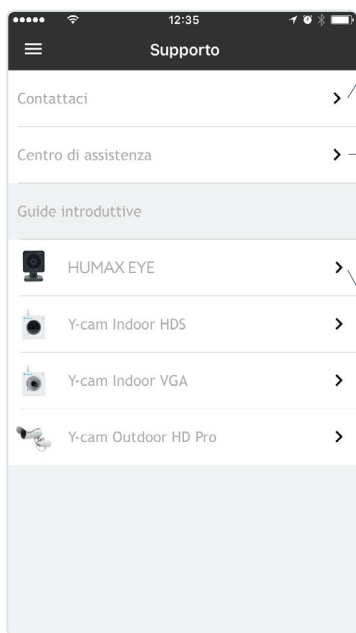 12:35
Supporto
Contattaci
Centro di assistenza
Guide introduttive
HUMAX EYE
Y-cam Indoor HDS
Y-cam Indoor VGA
Y-cam Outdoor HD Pro